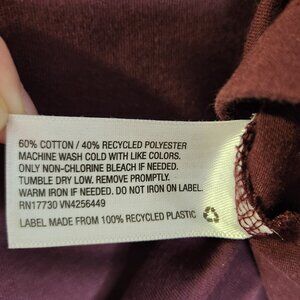 60% COTTON / 40% RECYCLED POLYESTER
MACHINE WASH COLD WITH LIKE COLORS.
ONLY NON-CHLORINE BLEACH IF NEEDED.
TUMBLE DRY LOW. REMOVE PROMPTLY.
WARM IRON IF NEEDED. DO NOT IRON ON LABEL.
RN17730 VN4256449
LABEL MADE FROM 100% RECYCLED PLASTIC